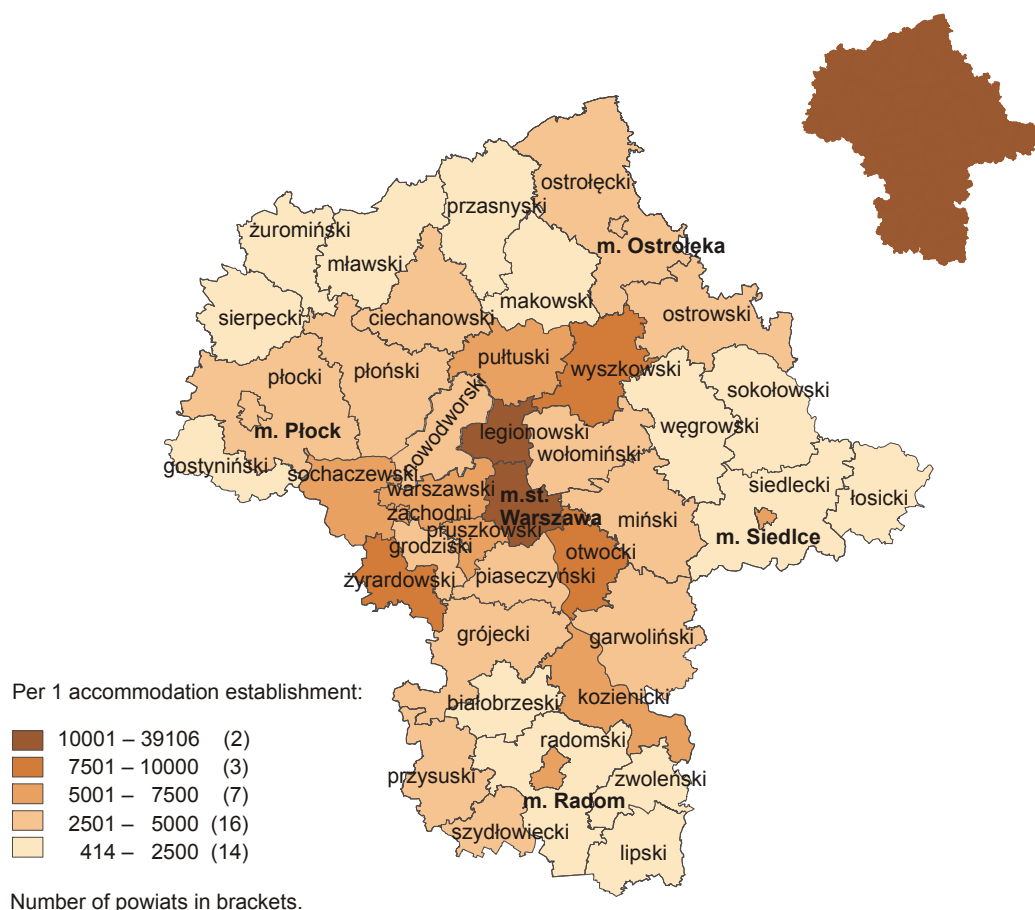 ostrołęcki
przasnyski
żuromiński
m. Ostrołęka
mławski
makowski
sierpecki
ciechanowski
ostrowski
pułtuski
wyszkowski
płocki
płoński
sokołowski
nowodworski
węgrowski
m. Płock
legionowski
wołomiński
gostyniński
sochaczewski
siedlecki
warszawski
zachodni
m.st.
Warszawa
łosicki
miński
pruszkowski
m. Siedlce
grodziski
otwocki
żyrardowski
piaseczyński
grójecki
garwoliński
Per 1 accommodation establishment:
białobrzeski
kozienicki
10001 – 39106 (2)
radomski
7501 – 10000 (3)
przysuski
zwoleński
5001 – 7500 (7)
m. Radom
2501 – 5000 (16)
szydłowiecki
414 – 2500 (14)
lipski
Number of powiats in brackets.